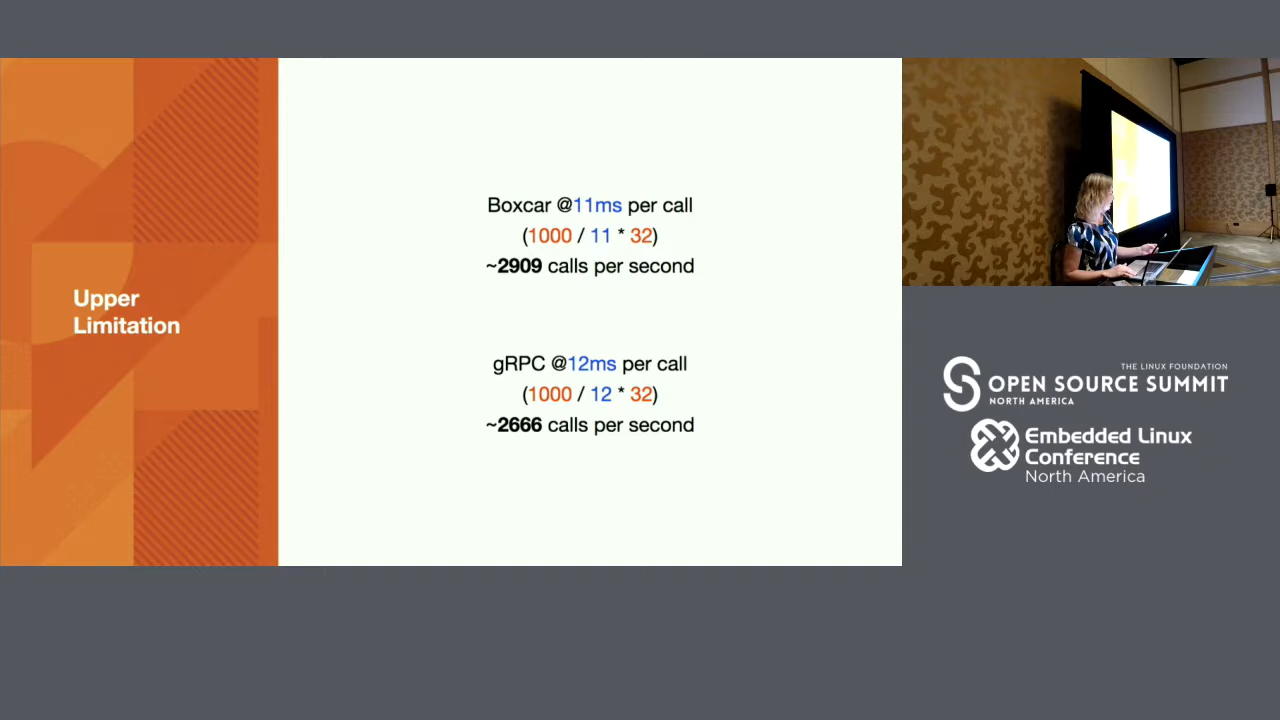 Upper
Limitation
Boxcar @11ms per call
(1000 / 11 * 32)
~2909 calls per second
gRPC @12ms per call
(1000 / 12 * 32)
~2666 calls per second
THE LINUX FOUNDATION
OPEN SOURCE SUMMIT
NORTH AMERICA
Embedded Linux
Conference
North America